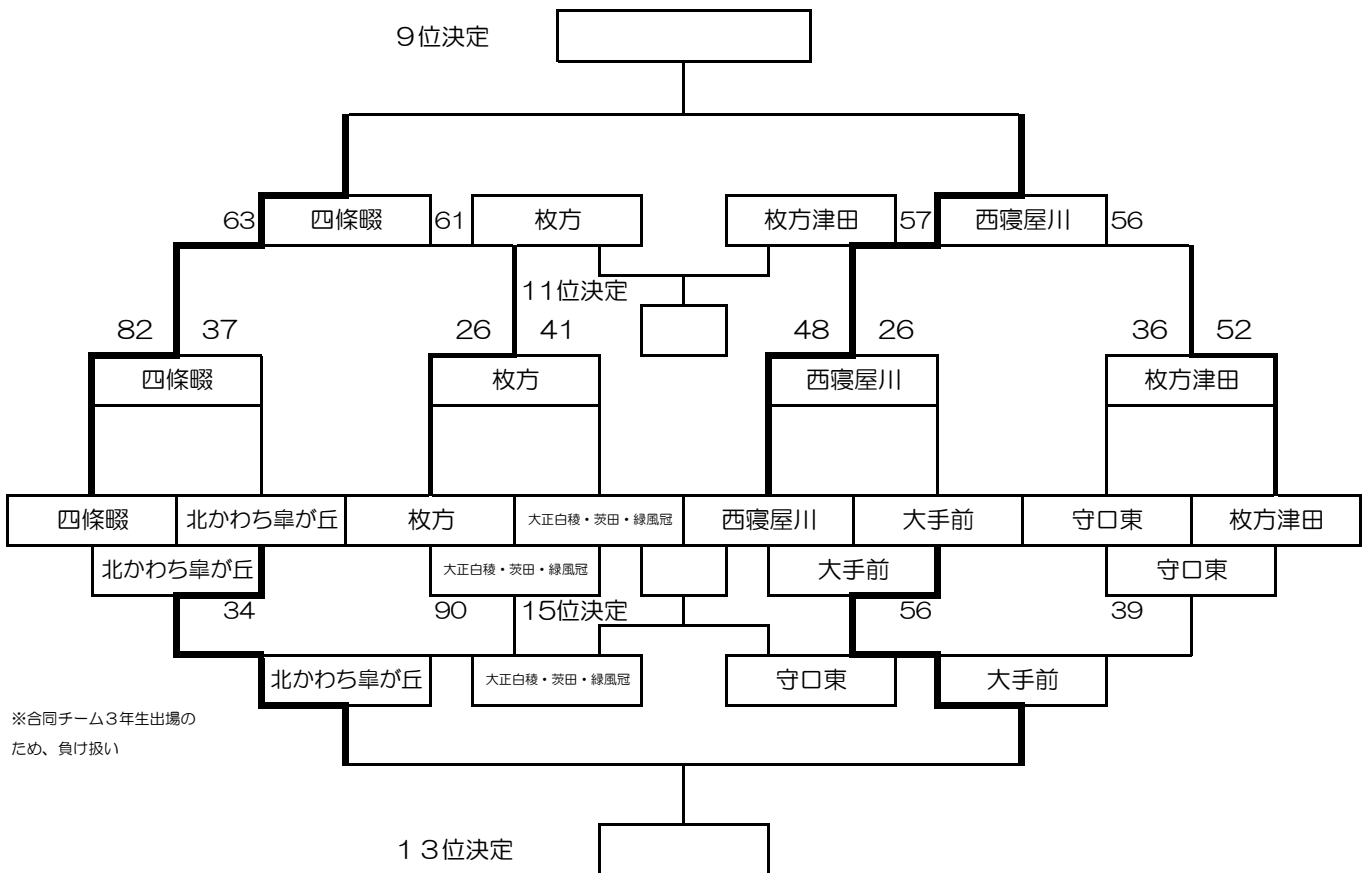 ９位決定
63 四條畷 61 枚方 枚方津田 57 西寝屋川 56
11位決定
82 37 26 41 48 26 36 52
四條畷 枚方 西寝屋川 枚方津田
四條畷 北かわち皐が丘 枚方 大正白稜・茨田・緑風冠 西寝屋川 大手前 守口東 枚方津田
北かわち皐が丘 大正白稜・茨田・緑風冠 大手前 守口東
34 90 15位決定 56 39
北かわち皐が丘 大正白稜・茨田・緑風冠 守口東 大手前
※合同チーム３年生出場の
ため、負け扱い
１３位決定